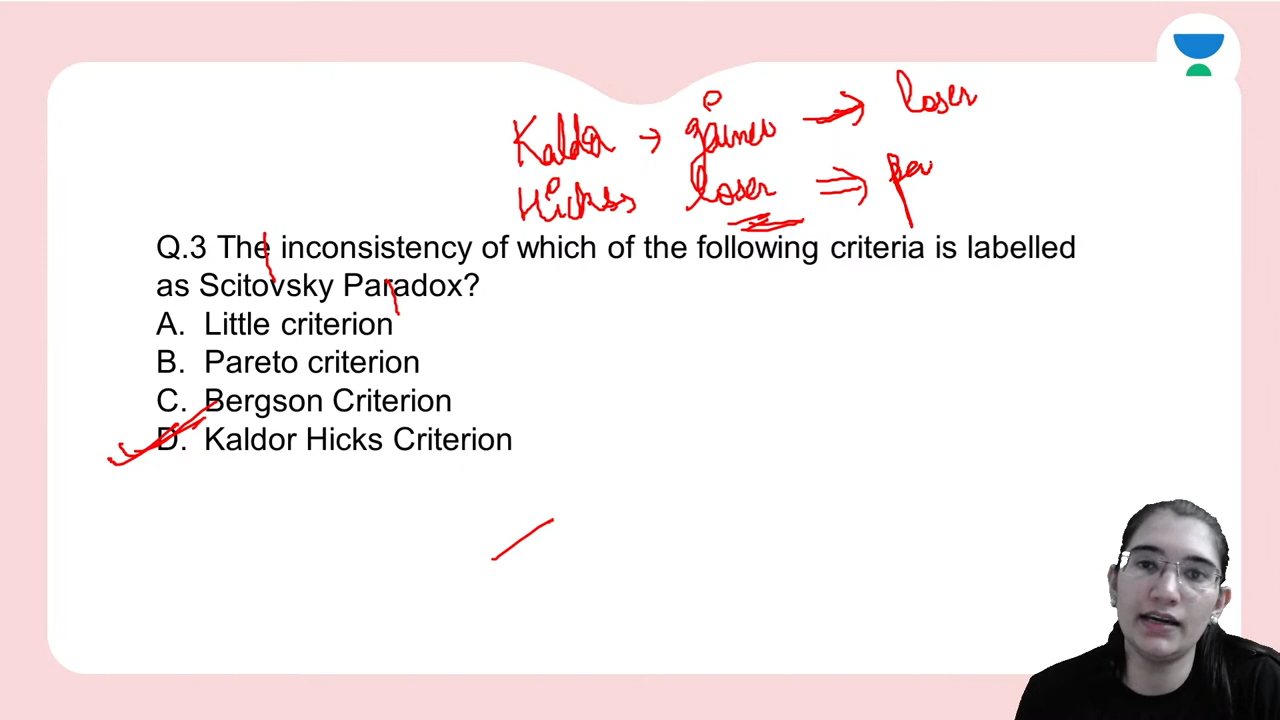 Kaldor → gainer → loser
Hickss loser ⇒
Q.3 The inconsistency of which of the following criteria is labelled
as Scitovsky Paradox?
A. Little criterion
B. Pareto criterion
C. Bergson Criterion
D. Kaldor Hicks Criterion